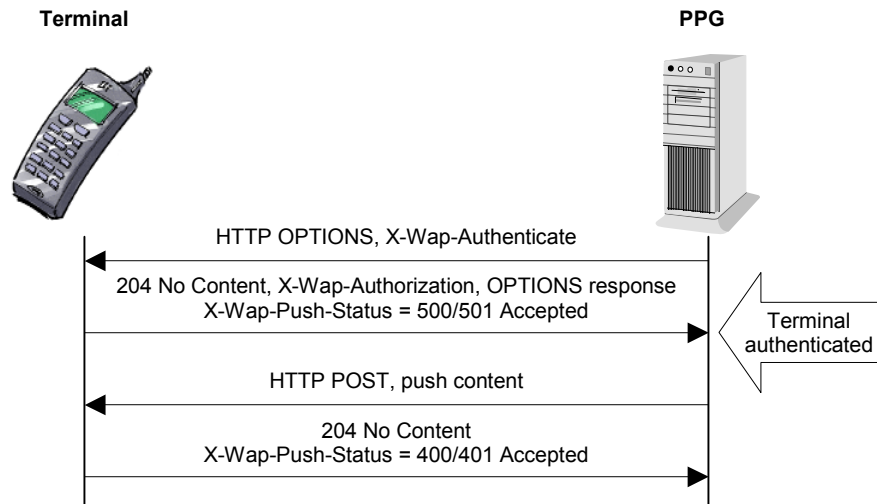 Terminal
PPG
HTTP OPTIONS, X-Wap-Authenticate
204 No Content, X-Wap-Authorization, OPTIONS response
X-Wap-Push-Status = 500/501 Accepted
Terminal
authenticated
HTTP POST, push content
204 No Content
X-Wap-Push-Status = 400/401 Accepted